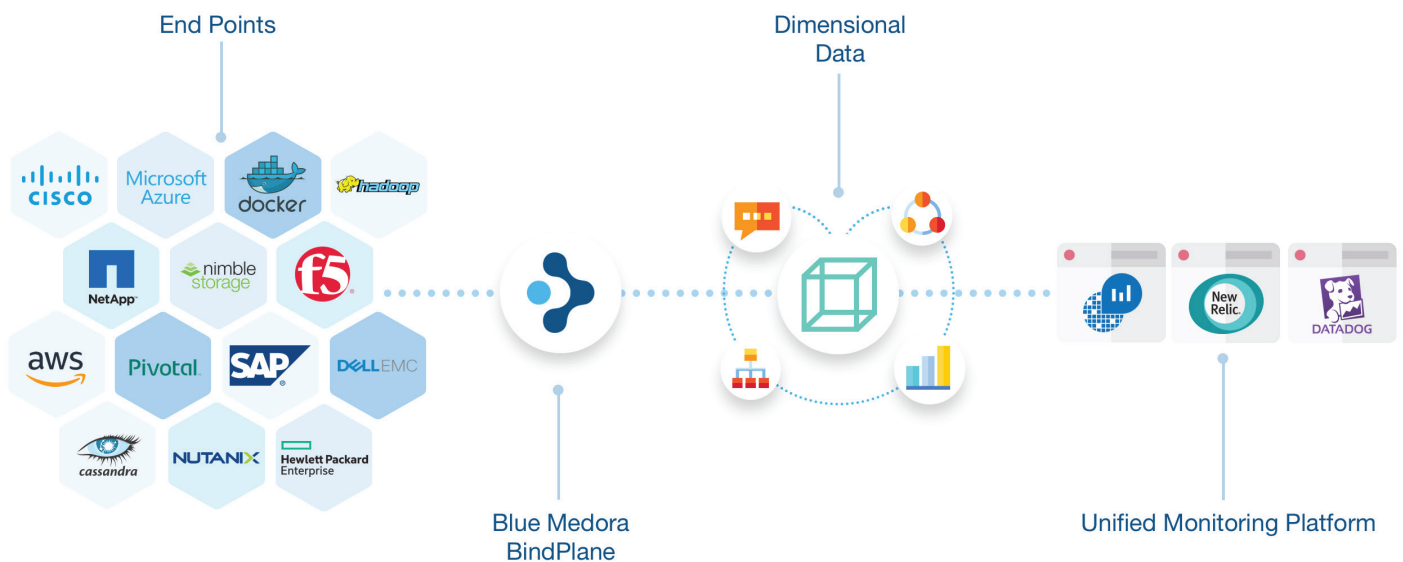 End Points
Dimensional
Data
CISCO
Microsoft
Azure
docker
hadoop
NetApp™
nimble
storage
f5®
New
Relic.
DATADOG
aws
Pivotal.
SAP®
DELLEMC
cassandra
NUTANIX
Hewlett Packard
Enterprise
Blue Medora
BindPlane
Unified Monitoring Platform